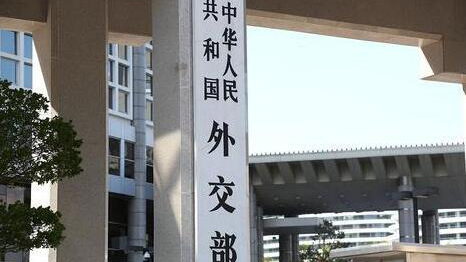 中华人民
共和国
外交部